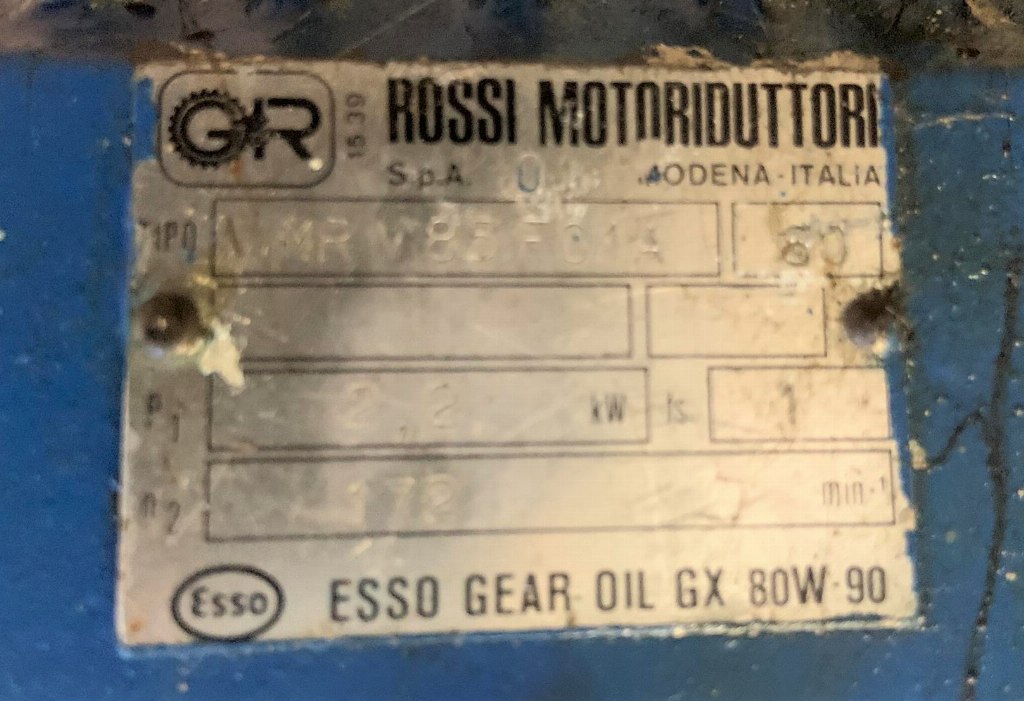 GR 15.39 ROSSI MOTORIDUTTORI
S.p.A. MODENA-ITALIA
TIPO 80
P1 2,2 kW fs 1
n2 172 min-1
Esso ESSO GEAR OIL GX 80W-90